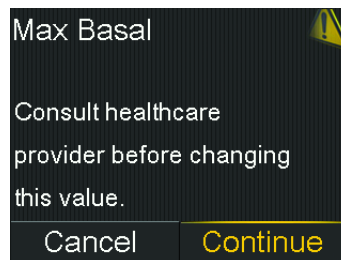 Max Basal
Consult healthcare
provider before changing
this value.
Cancel Continue